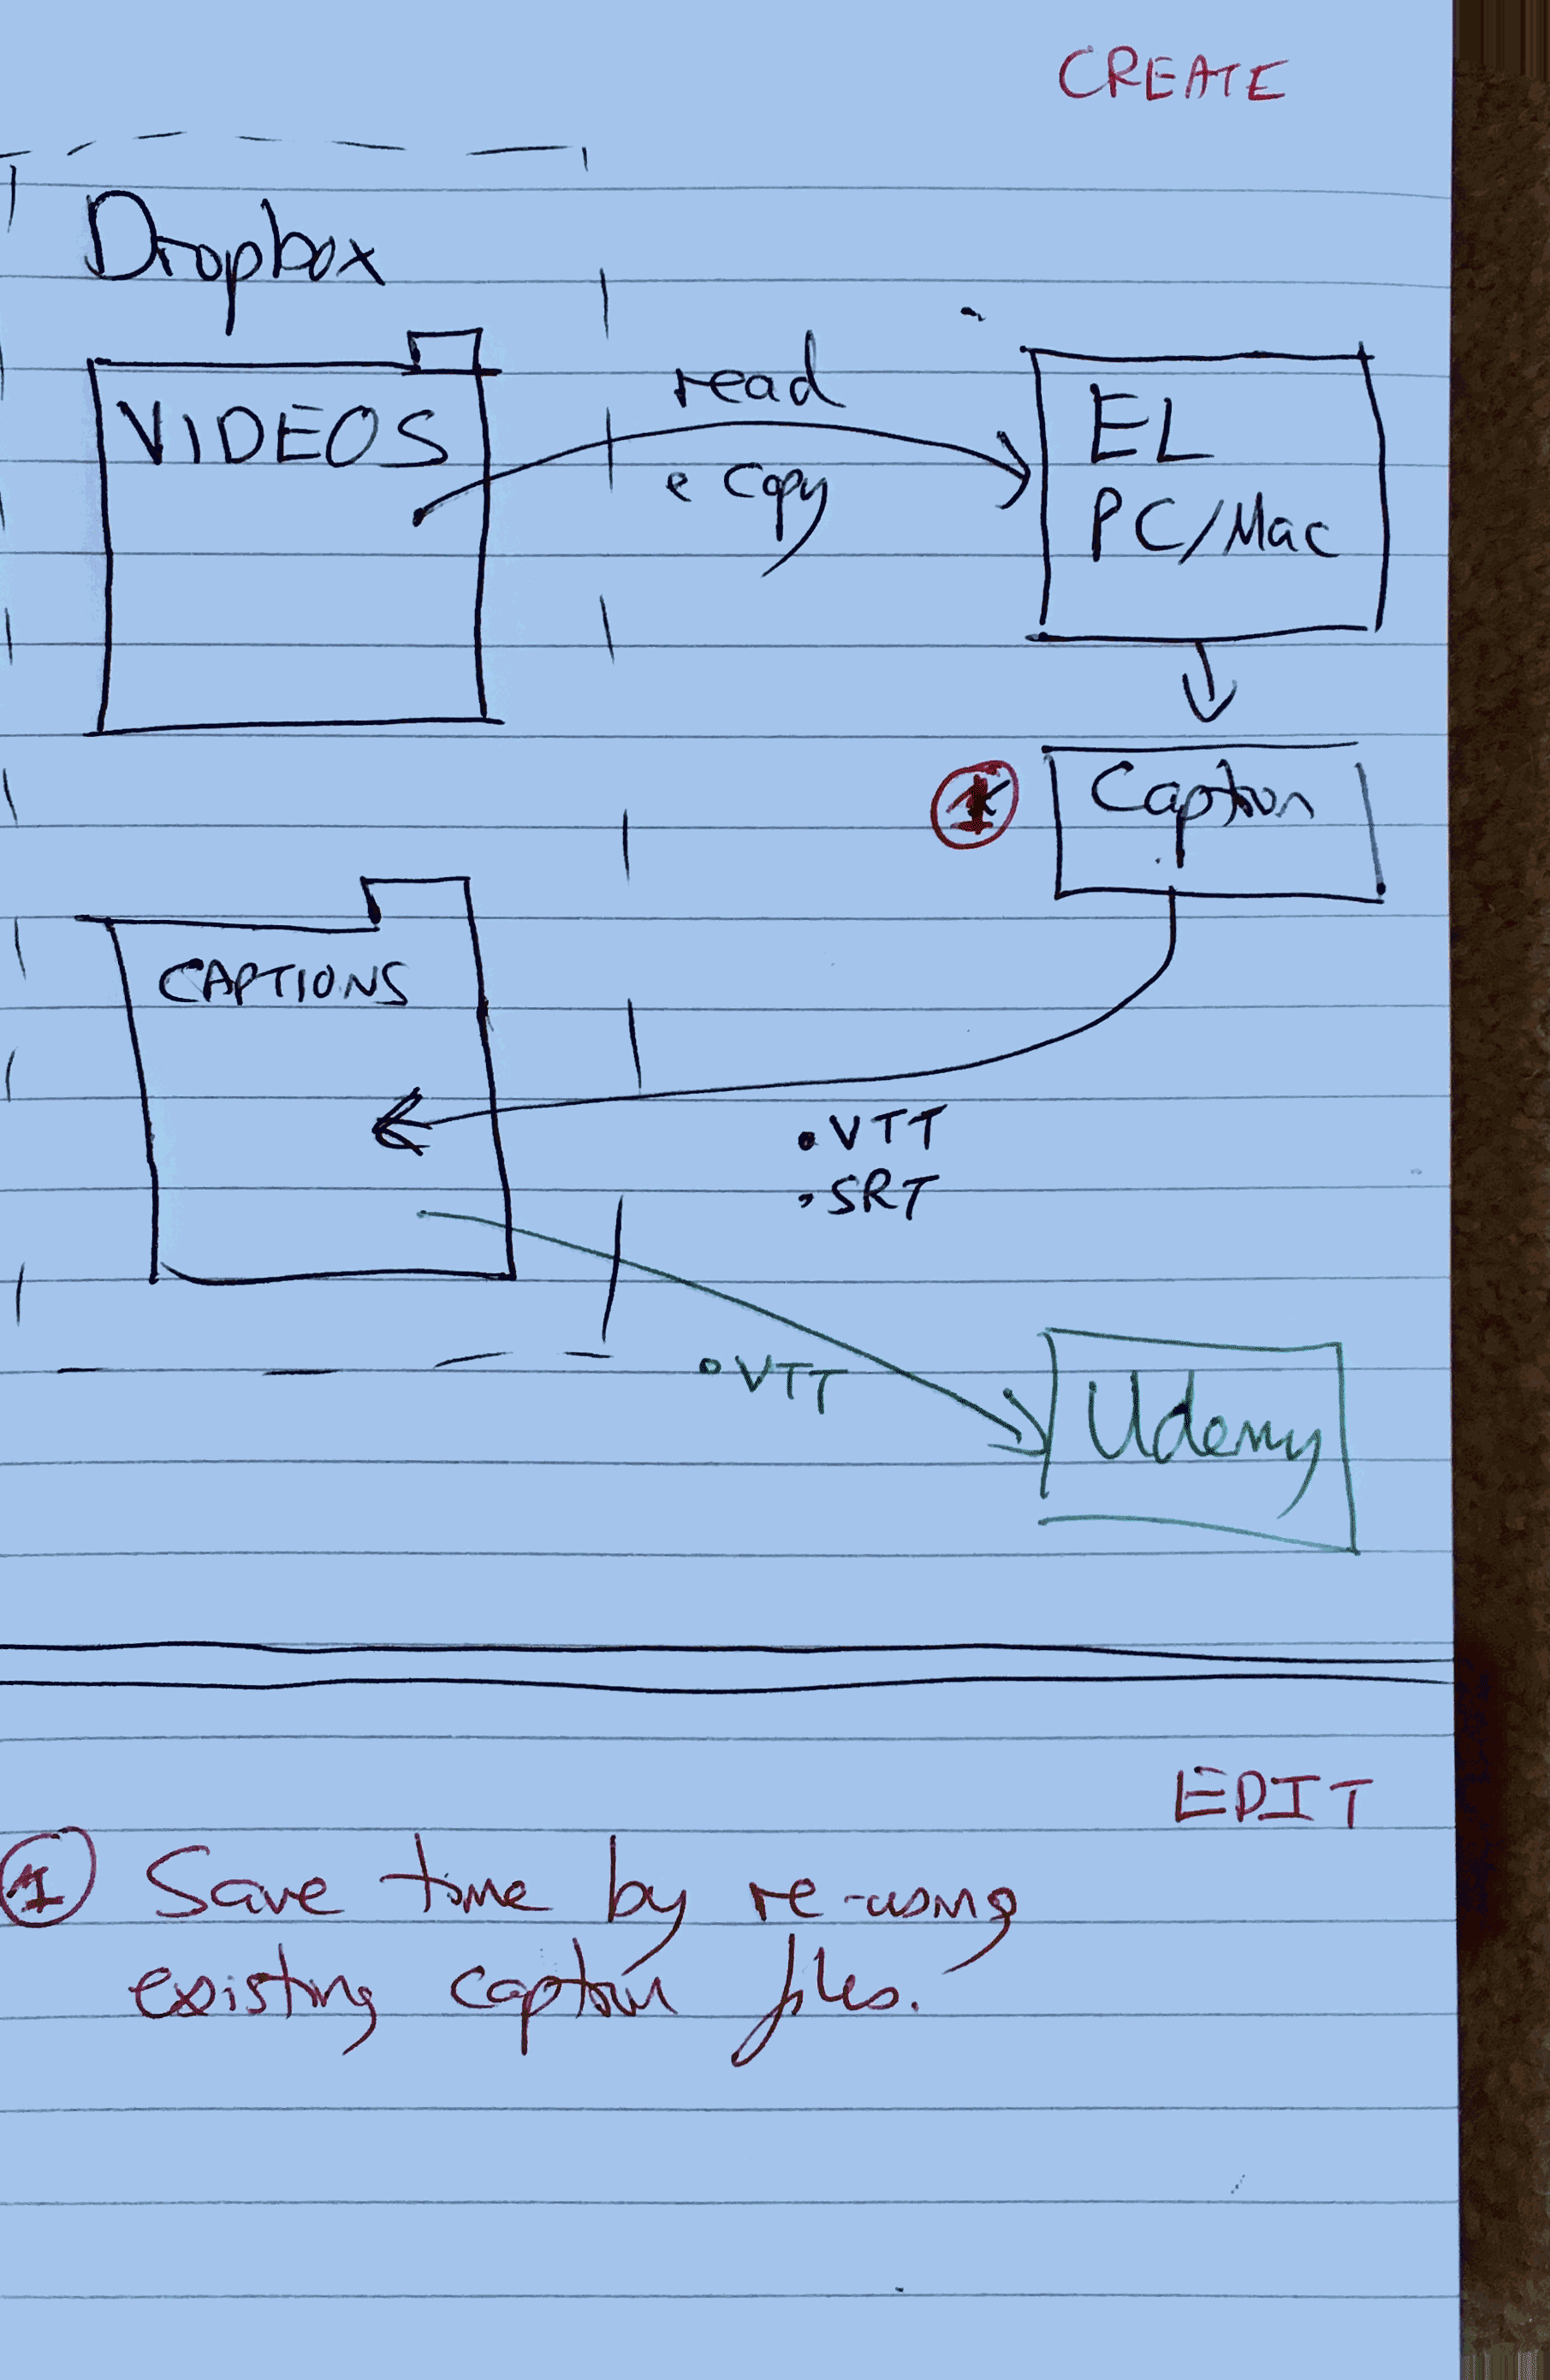 CREATE
Dropbox
VIDEOS
read
e copy
EL
PC/Mac
1
Caption
CAPTIONS
.VTT
.SRT
.VTT
Udemy
EDIT
1 Save time by re-using
existing caption files.